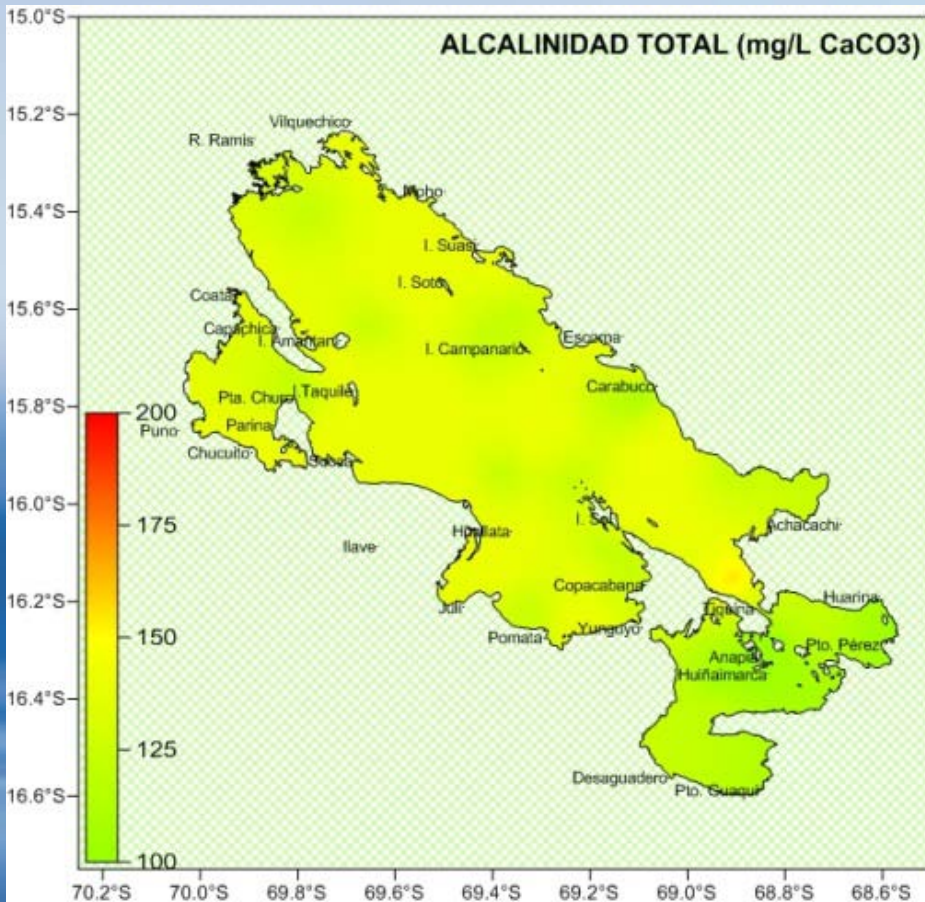 ALCALINIDAD TOTAL (mg/L CaCO3)
15.0°S
15.2°S
15.4°S
15.6°S
15.8°S
16.0°S
16.2°S
16.4°S
16.6°S
Vilquechico
R. Ramis
Moho
I. Suasi
I. Soto
Coata
Capachica
I. Amantani
I. Campanario
Escoma
I. Taquile
Carabuco
Pta. Churo
Parina
Puno
Chucuito
I. Sol
Huallata
Achacachi
Ilave
Copacabana
Juli
Tiquina
Huarina
Pomata
Yunguyo
Anapia
Pto. Pérez
Huiñaimarca
Desaguadero
Pto. Guaqui
200
175
150
125
100
70.2°S 70.0°S 69.8°S 69.6°S 69.4°S 69.2°S 69.0°S 68.8°S 68.6°S